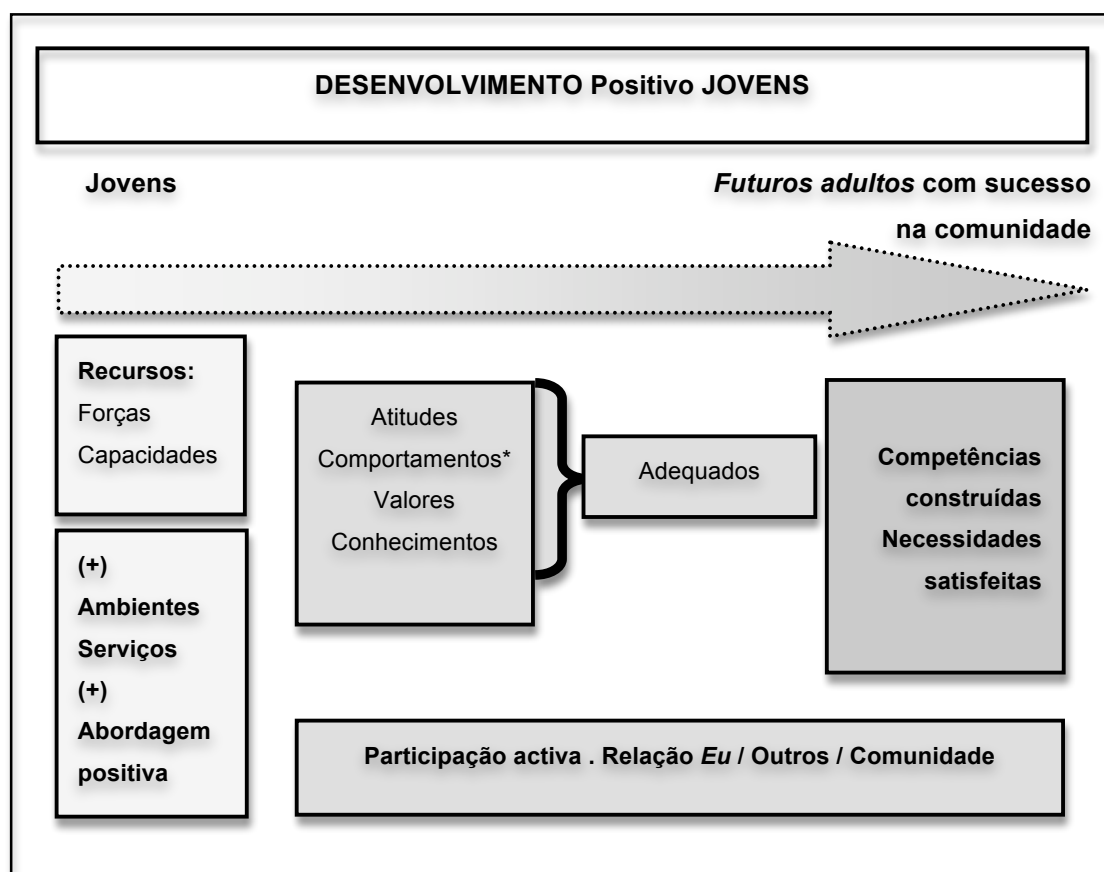 DESENVOLVIMENTO Positivo JOVENS
Jovens
Futuros adultos com sucesso
na comunidade
Recursos:
Forças
Capacidades
(+)
Ambientes
Serviços
(+)
Abordagem
positiva
Atitudes
Comportamentos*
Valores
Conhecimentos
Adequados
Competências
construídas
Necessidades
satisfeitas
Participação activa . Relação Eu / Outros / Comunidade